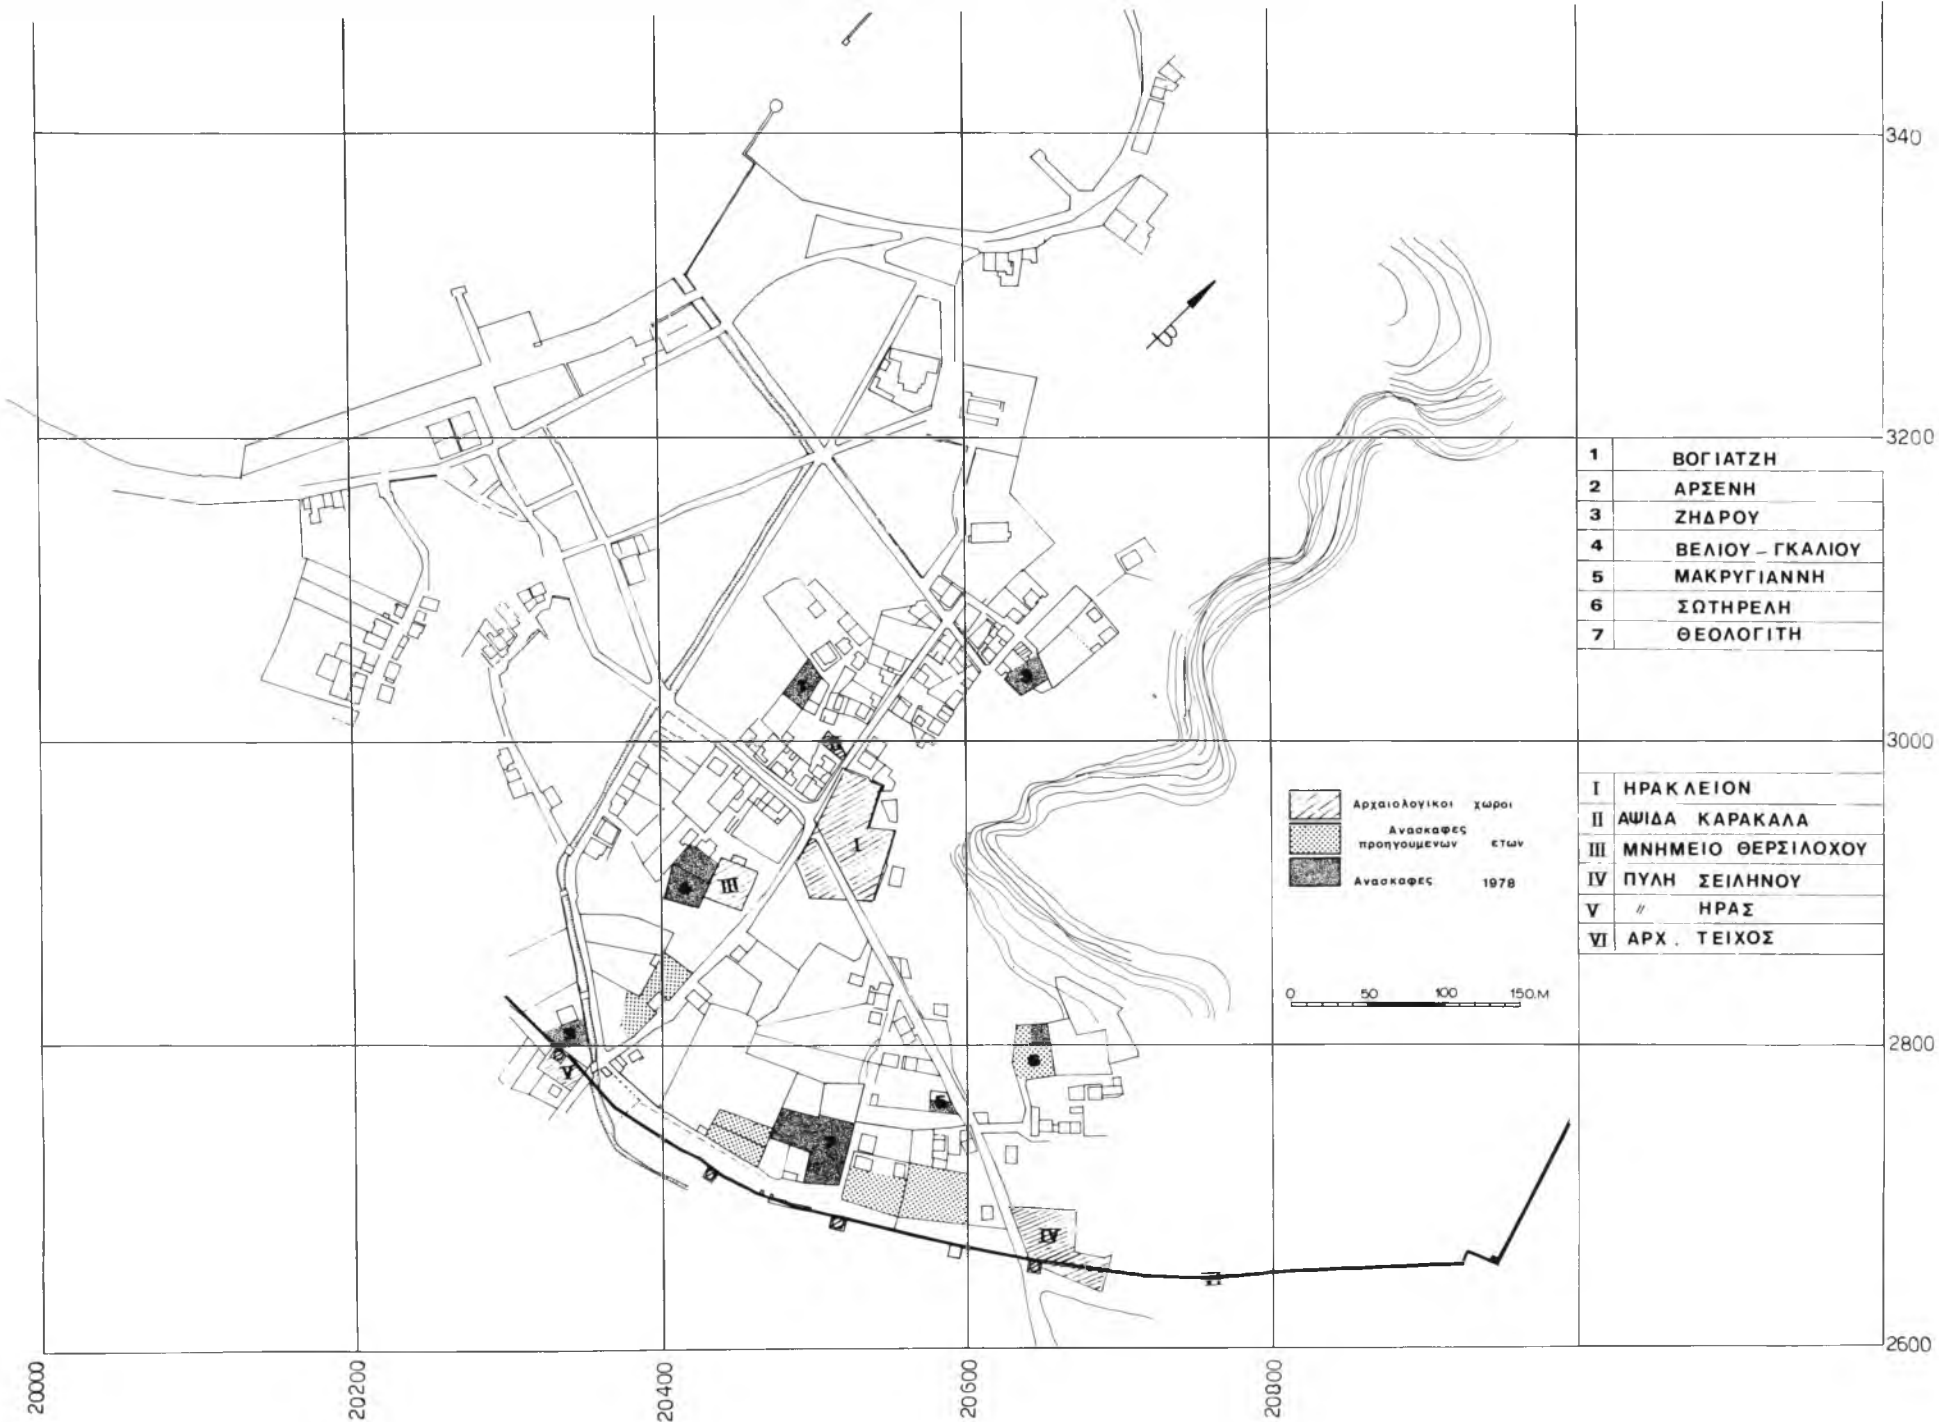 340
B
3200
1 ΒΟΓΙΑΤΖΗ
2 ΑΡΣΕΝΗ
3 ΖΗΔΡΟΥ
4 ΒΕΛΙΟΥ – ΓΚΑΛΙΟΥ
5 ΜΑΚΡΥΓΙΑΝΝΗ
6 ΣΩΤΗΡΕΛΗ
7 ΘΕΟΛΟΓΙΤΗ
3000
Αρχαιολογικοι χωροι
Ανασκαφες
προηγουμενων ετων
Ανασκαφες 1978
I ΗΡΑΚΛΕΙΟΝ
II ΑΨΙΔΑ ΚΑΡΑΚΑΛΑ
III ΜΝΗΜΕΙΟ ΘΕΡΣΙΛΟΧΟΥ
IV ΠΥΛΗ ΣΕΙΛΗΝΟΥ
V 〃 ΗΡΑΣ
VI ΑΡΧ. ΤΕΙΧΟΣ
0 50 100 150.Μ
I
III
V
IV
2800
2600
20000
20200
20400
20600
20800